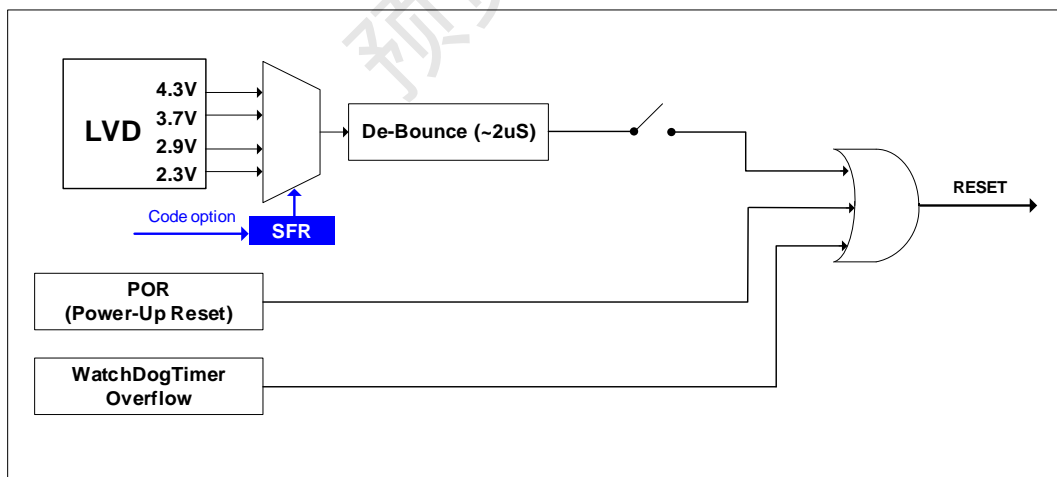 4.3V
3.7V
LVD
2.9V
2.3V
De-Bounce (~2uS)
RESET
Code option
SFR
POR
(Power-Up Reset)
WatchDogTimer
Overflow